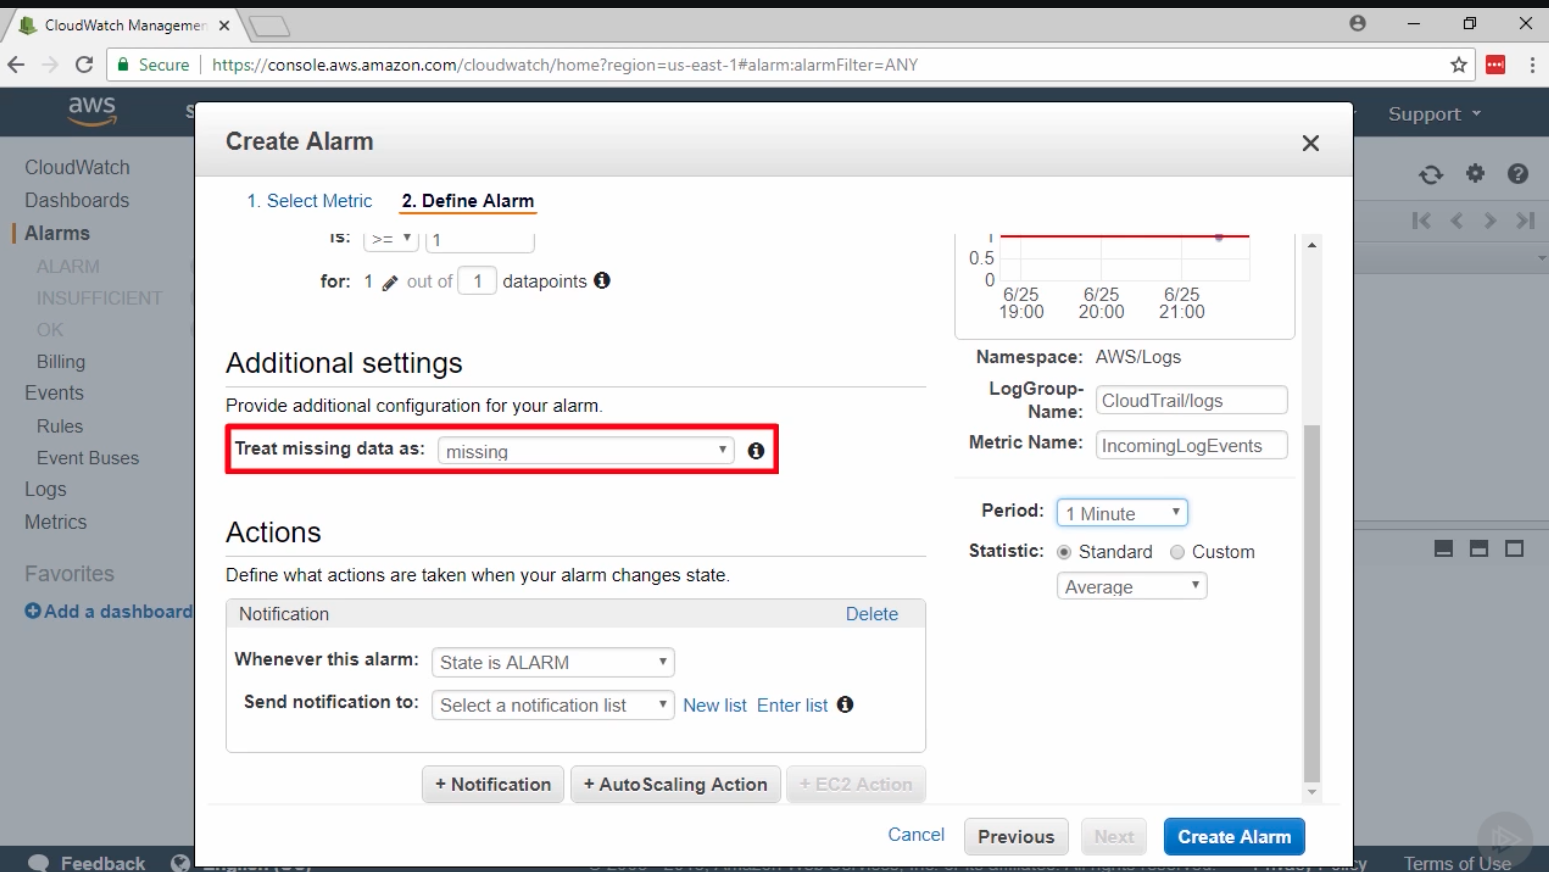 CloudWatch Managemen
Secure
https://console.aws.amazon.com/cloudwatch/home?region=us-east-1#alarm:alarmFilter=ANY
aws
S
Support
CloudWatch
Dashboards
Alarms
ALARM
INSUFFICIENT
OK
Billing
Events
Rules
Event Buses
Logs
Metrics
Favorites
Add a dashboard
Create Alarm
1. Select Metric 2. Define Alarm
is: >= 1
for: 1 out of 1 datapoints
Additional settings
Provide additional configuration for your alarm.
Treat missing data as: missing
Actions
Define what actions are taken when your alarm changes state.
Notification Delete
Whenever this alarm: State is ALARM
Send notification to: Select a notification list New list Enter list
+ Notification + AutoScaling Action + EC2 Action
1
0.5
0
6/25 6/25 6/25
19:00 20:00 21:00
Namespace: AWS/Logs
LogGroup-
Name: CloudTrail/logs
Metric Name: IncomingLogEvents
Period: 1 Minute
Statistic: Standard Custom
Average
Cancel Previous Next Create Alarm
Feedback English (US)
Privacy Policy Terms of Use